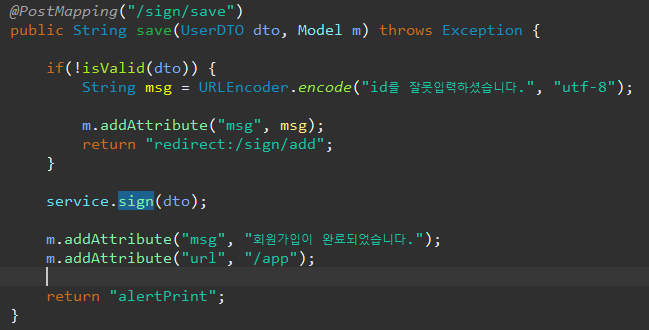 @PostMapping("/sign/save")
public String save(UserDTO dto, Model m) throws Exception {
if(!isValid(dto)) {
String msg = URLEncoder.encode("id를 잘못입력하셨습니다.", "utf-8");
m.addAttribute("msg", msg);
return "redirect:/sign/add";
}
service.sign(dto);
m.addAttribute("msg", "회원가입이 완료되었습니다.");
m.addAttribute("url", "/app");
return "alertPrint";
}